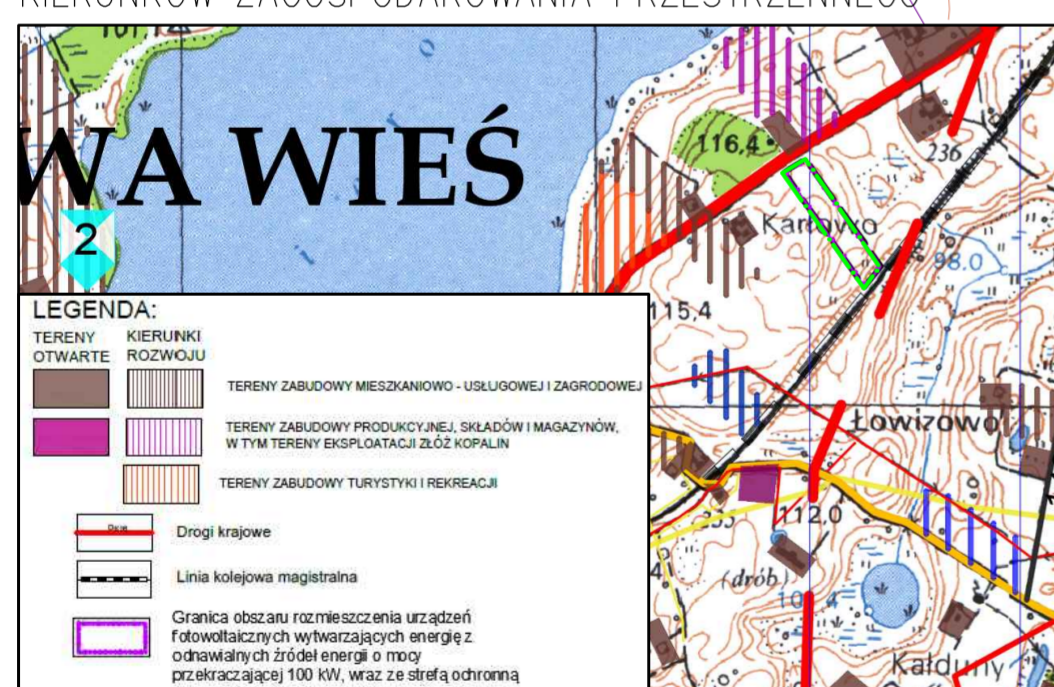 KIERUNKÓW ZAGOSPODAROWANIA PRZESTRZENNEGO
WA WIEŚ
2
116,4
236
98.0
115,4
Łowizowo
112,0
(drób)
Kałduny
LEGENDA:
TERENY OTWARTE
KIERUNKI ROZWOJU
TERENY ZABUDOWY MIESZKANIOWO - USŁUGOWEJ I ZAGRODOWEJ
TERENY ZABUDOWY PRODUKCYJNEJ, SKŁADÓW I MAGAZYNÓW,
W TYM TERENY EKSPLOATACJI ZŁÓŻ KOPALIN
TERENY ZABUDOWY TURYSTYKI I REKREACJI
Drogi krajowe
Linia kolejowa magistralna
Granica obszaru rozmieszczenia urządzeń
fotowoltaicznych wytwarzających energię z
odnawialnych źródeł energii o mocy
przekraczającej 100 kW, wraz ze strefą ochronną